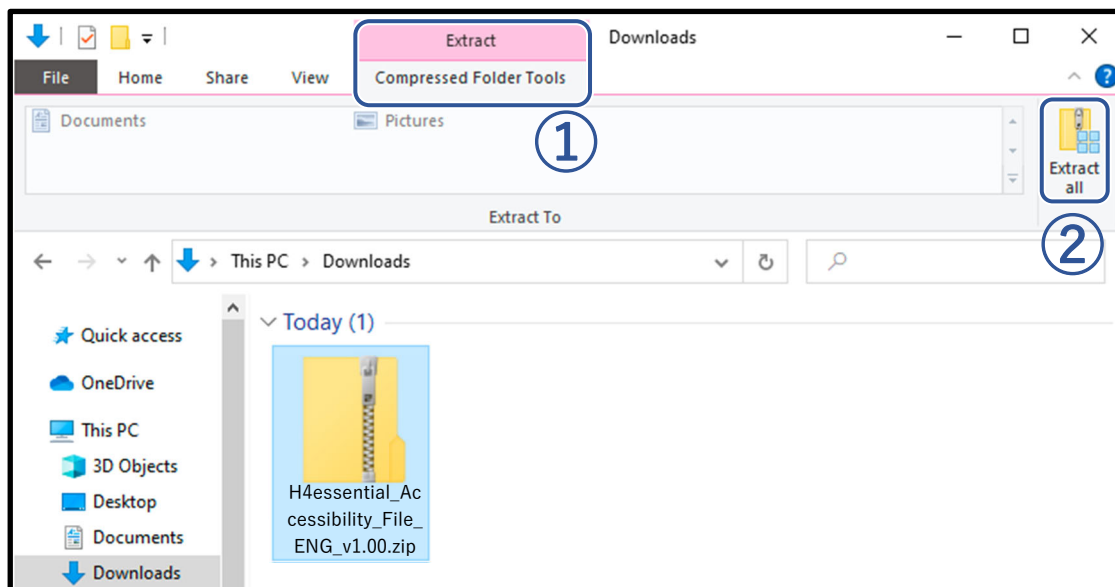 Extract
Downloads
File
Home
Share
View
Compressed Folder Tools
?
Documents
Pictures
①
Extract
all
Extract To
②
This PC > Downloads
Today (1)
Quick access
OneDrive
This PC
3D Objects
Desktop
Documents
Downloads
H4essential_Ac
cessibility_File_
ENG_v1.00.zip